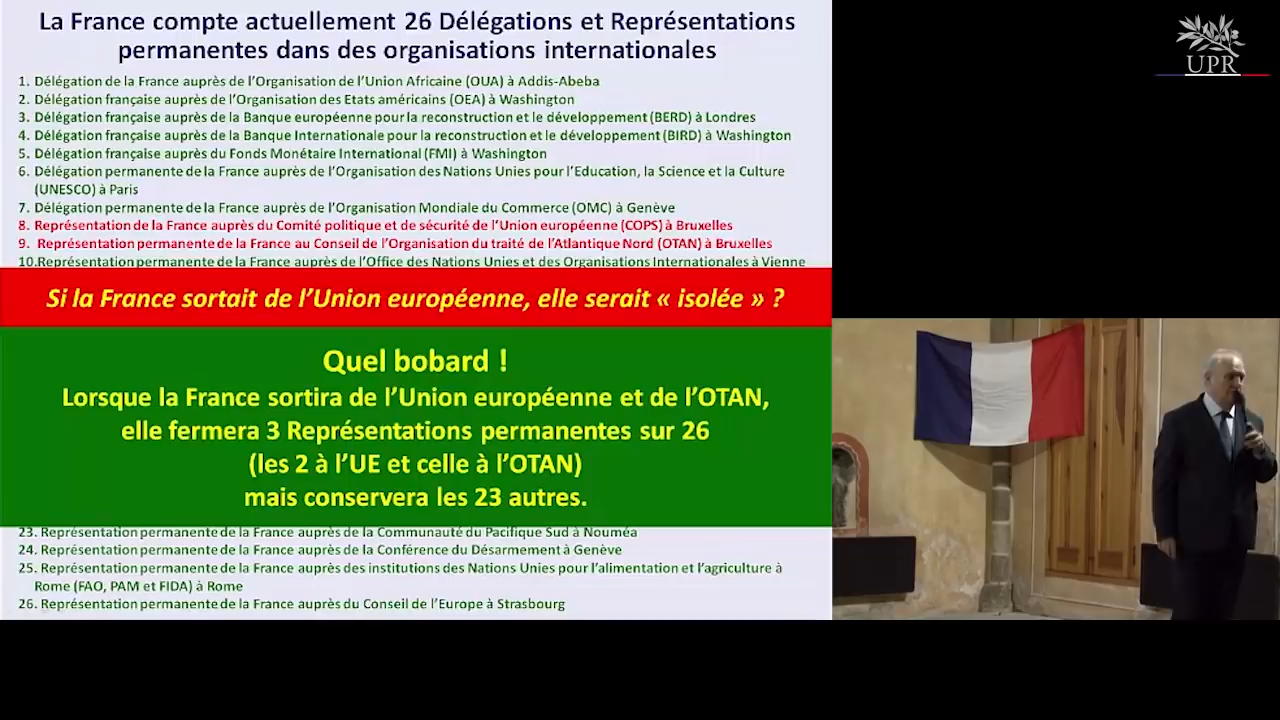 La France compte actuellement 26 Délégations et Représentations
permanentes dans des organisations internationales
1. Délégation de la France auprès de l'Organisation de l'Union Africaine (OUA) à Addis-Abeba
2. Délégation française auprès de l'Organisation des Etats américains (OEA) à Washington
3. Délégation française auprès de la Banque européenne pour la reconstruction et le développement (BERD) à Londres
4. Délégation française auprès de la Banque Internationale pour la reconstruction et le développement (BIRD) à Washington
5. Délégation française auprès du Fonds Monétaire International (FMI) à Washington
6. Délégation permanente de la France auprès de l'Organisation des Nations Unies pour l'Education, la Science et la Culture
(UNESCO) à Paris
7. Délégation permanente de la France auprès de l'Organisation Mondiale du Commerce (OMC) à Genève
8. Représentation de la France auprès du Comité politique et de sécurité de l'Union européenne (COPS) à Bruxelles
9. Représentation permanente de la France au Conseil de l'Organisation du traité de l'Atlantique Nord (OTAN) à Bruxelles
10.Représentation permanente de la France auprès de l'Office des Nations Unies et des Organisations Internationales à Vienne
Si la France sortait de l'Union européenne, elle serait « isolée » ?
Quel bobard !
Lorsque la France sortira de l'Union européenne et de l'OTAN,
elle fermera 3 Représentations permanentes sur 26
(les 2 à l'UE et celle à l'OTAN)
mais conservera les 23 autres.
23. Représentation permanente de la France auprès de la Communauté du Pacifique Sud à Nouméa
24. Représentation permanente de la France auprès de la Conférence du Désarmement à Genève
25. Représentation permanente de la France auprès des institutions des Nations Unies pour l'alimentation et l'agriculture à
Rome (FAO, PAM et FIDA) à Rome
26. Représentation permanente de la France auprès du Conseil de l'Europe à Strasbourg
UPR